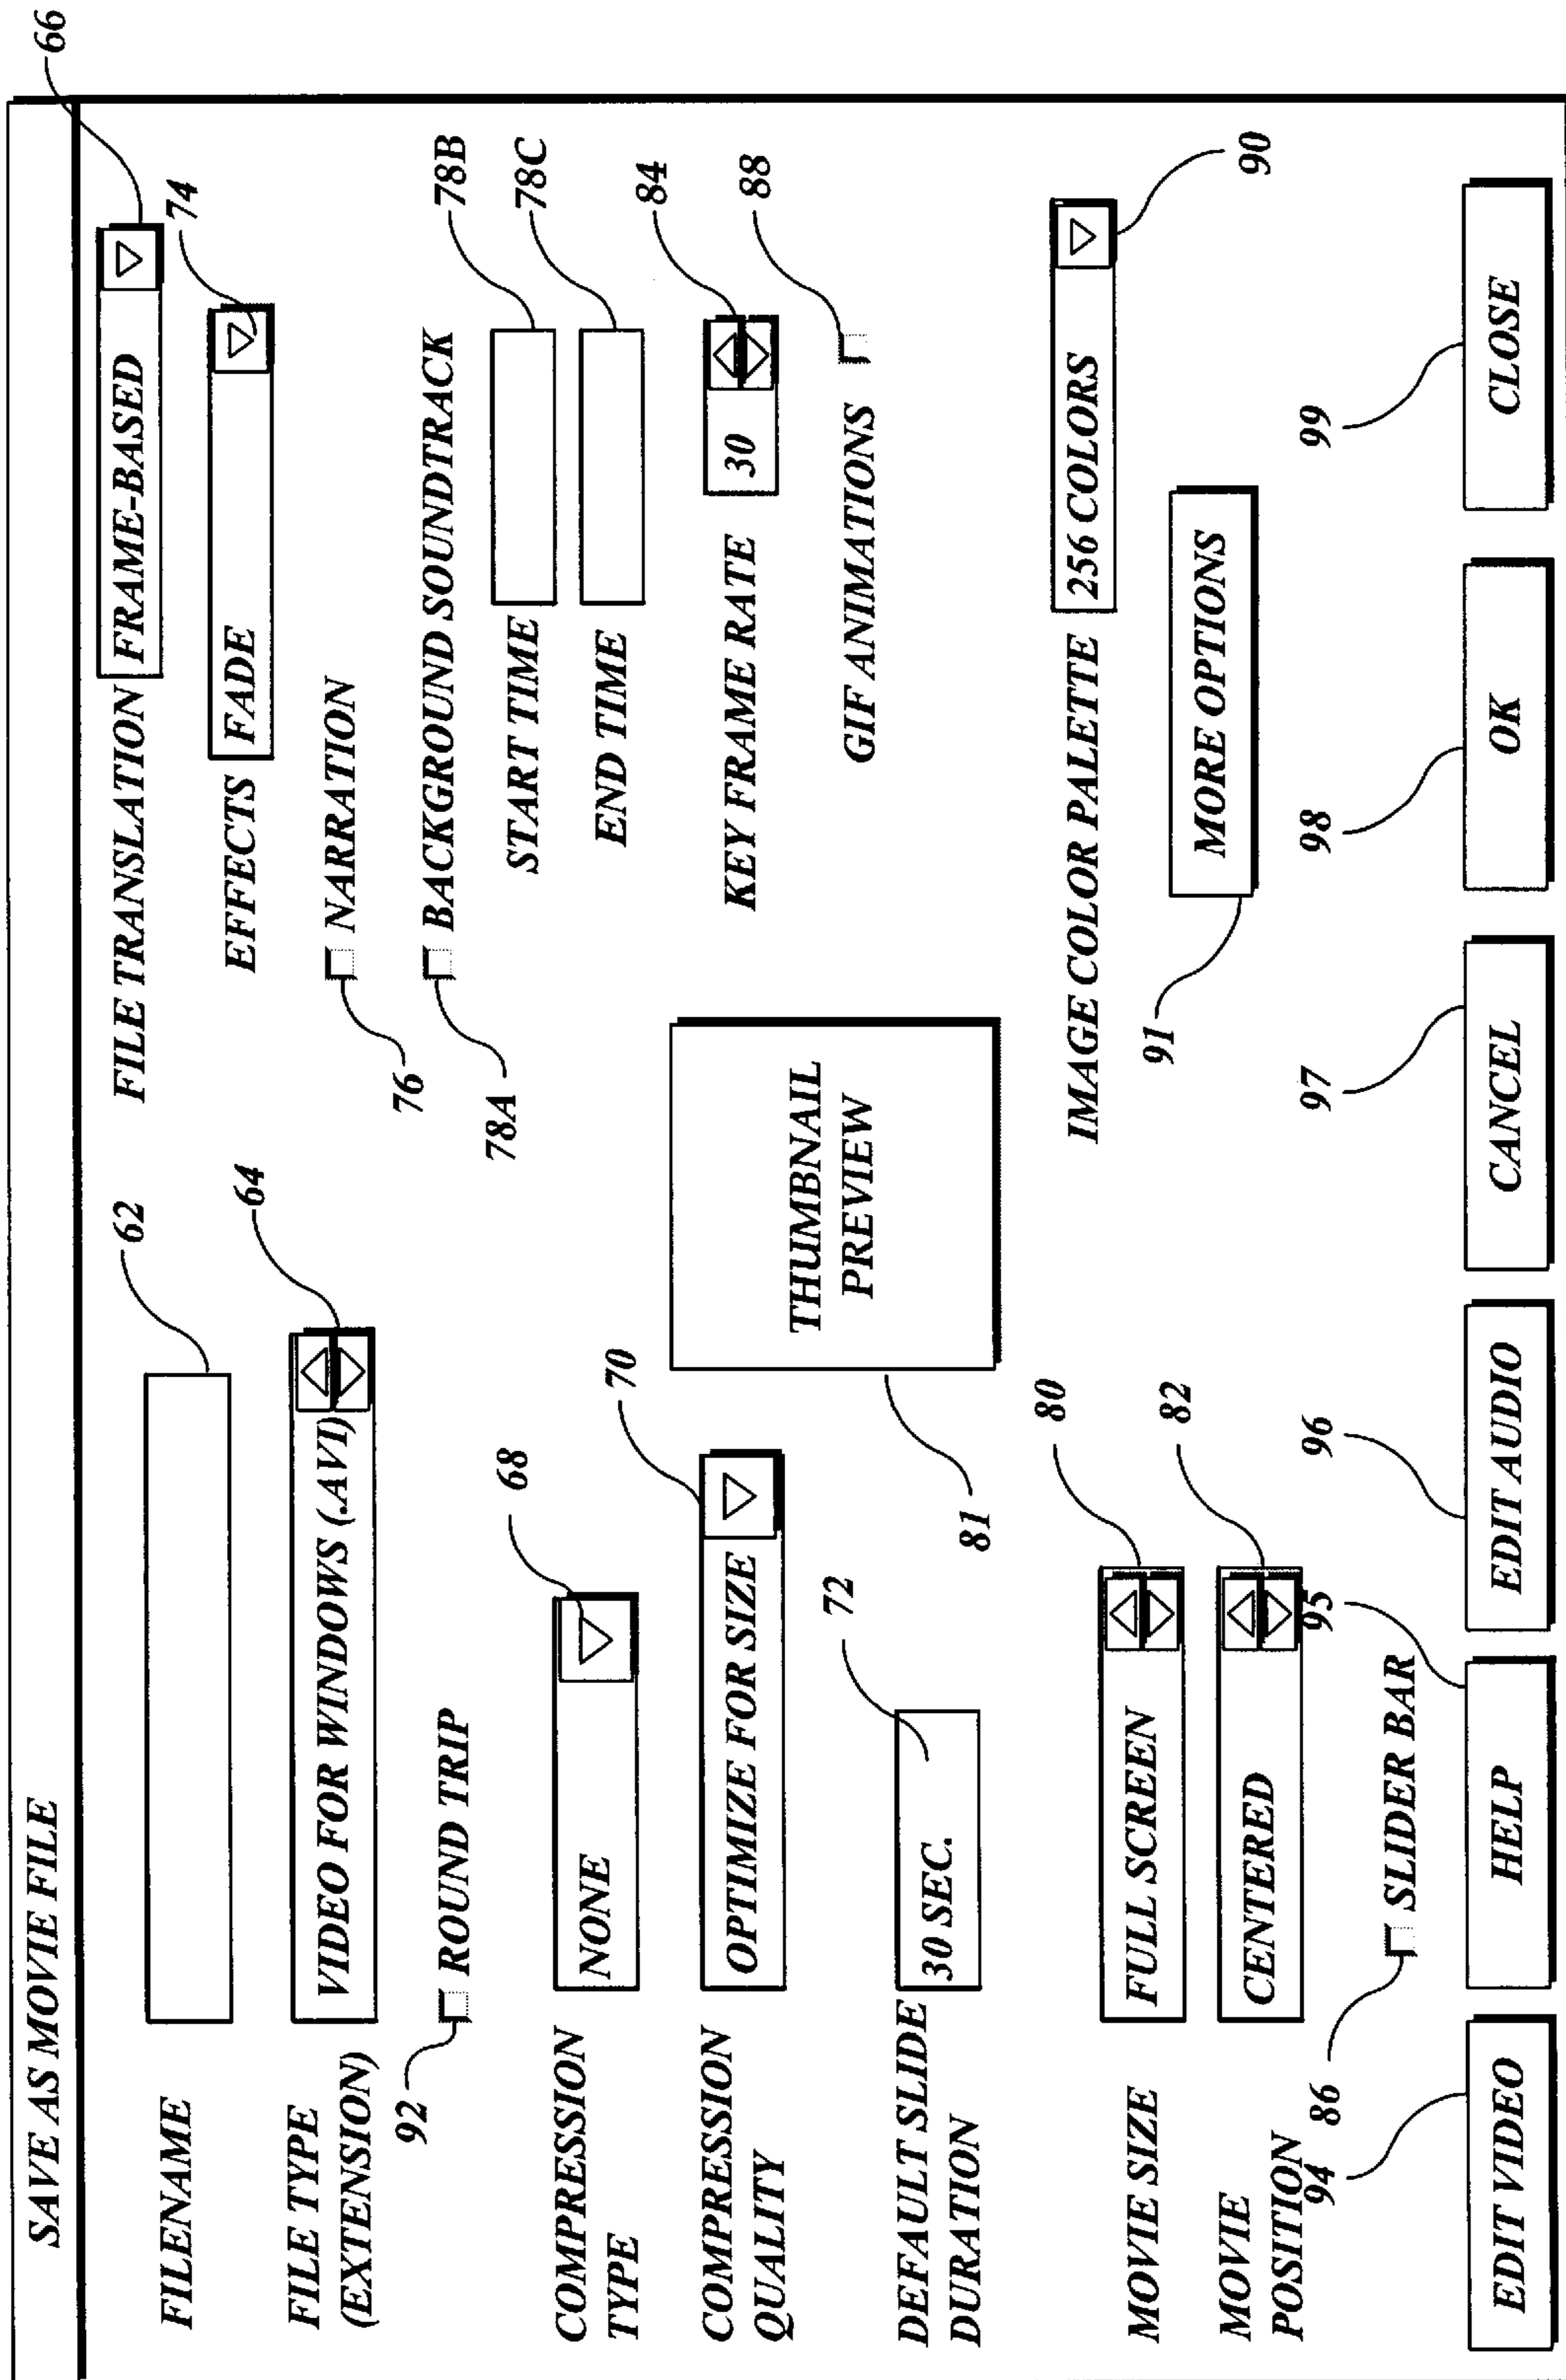 SAVE AS MOVIE FILE
66
FILENAME
62
FILE TRANSLATION
FRAME-BASED
FILE TYPE
(EXTENSION)
VIDEO FOR WINDOWS (.AVI)
64
EFFECTS
FADE
74
92
ROUND TRIP
76
NARRATION
78A
BACKGROUND SOUNDTRACK
START TIME
78B
END TIME
78C
COMPRESSION
TYPE
NONE
68
COMPRESSION
QUALITY
OPTIMIZE FOR SIZE
70
THUMBNAIL
PREVIEW
81
KEY FRAME RATE
30
84
GIF ANIMATIONS
88
DEFAULT SLIDE
DURATION
30 SEC.
72
MOVIE SIZE
FULL SCREEN
80
IMAGE COLOR PALETTE
256 COLORS
90
MOVIE
POSITION
CENTERED
82
MORE OPTIONS
91
86
SLIDER BAR
94
95
96
97
98
99
EDIT VIDEO
HELP
EDIT AUDIO
CANCEL
OK
CLOSE